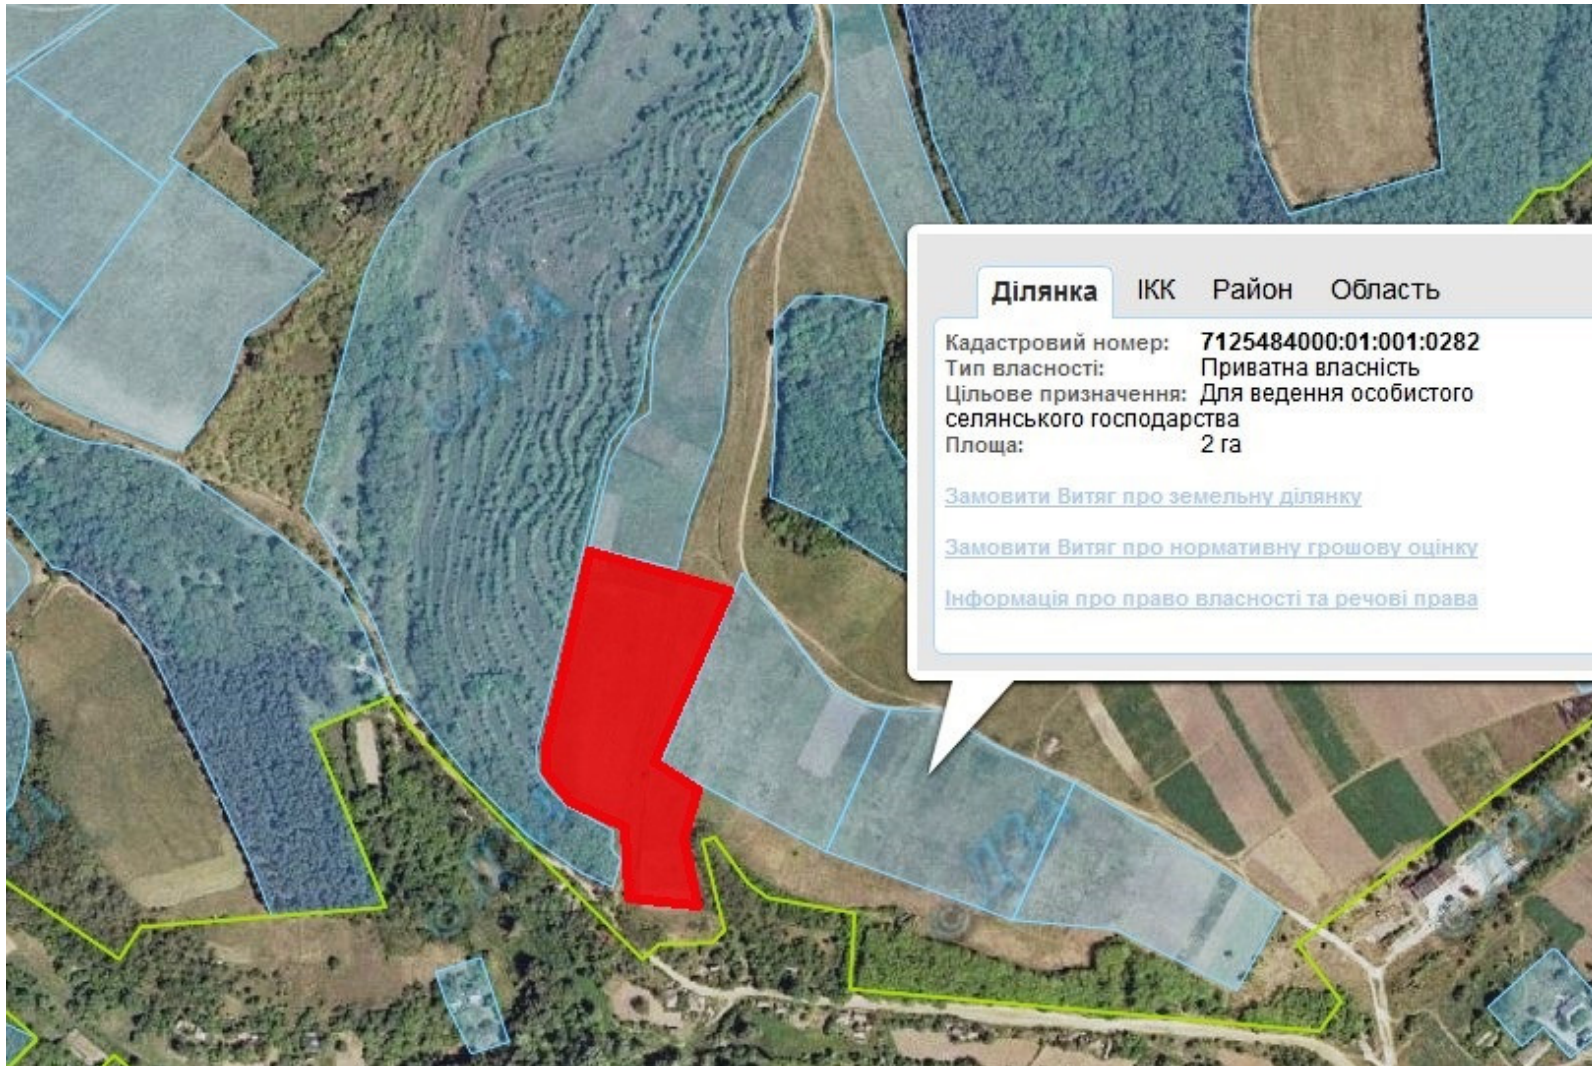 Ділянка ІКК Район Область
Кадастровий номер: 7125484000:01:001:0282
Тип власності: Приватна власність
Цільове призначення: Для ведення особистого
селянського господарства
Площа: 2 га
Замовити Витяг про земельну ділянку
Замовити Витяг про нормативну грошову оцінку
Інформація про право власності та речові права